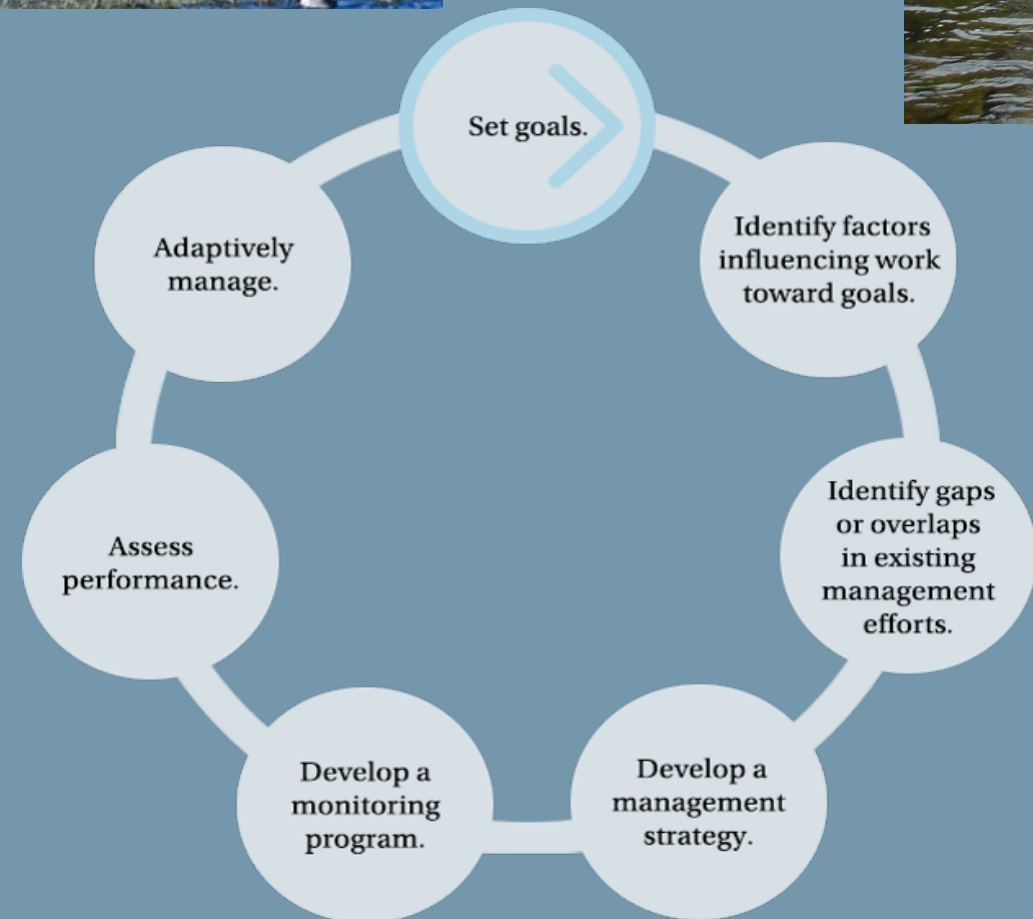 Set goals.
Identify factors
influencing work
toward goals.
Identify gaps
or overlaps
in existing
management
efforts.
Develop a
management
strategy.
Develop a
monitoring
program.
Assess
performance.
Adaptively
manage.